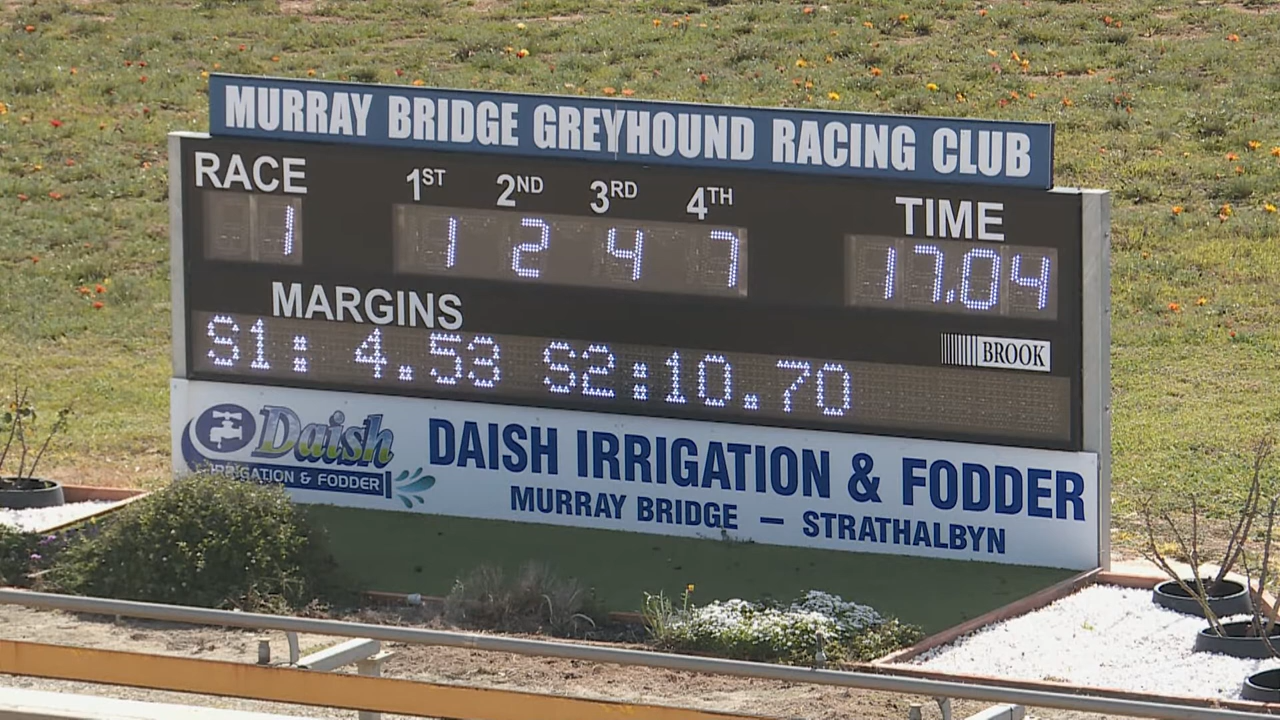 MURRAY BRIDGE GREYHOUND RACING CLUB
RACE 1ST 2ND 3RD 4TH TIME
1 1 2 4 7 17.04
MARGINS
BROOK
S1: 4.53 S2:10.70
Daish
IRRIGATION & FODDER
DAISH IRRIGATION & FODDER
MURRAY BRIDGE – STRATHALBYN